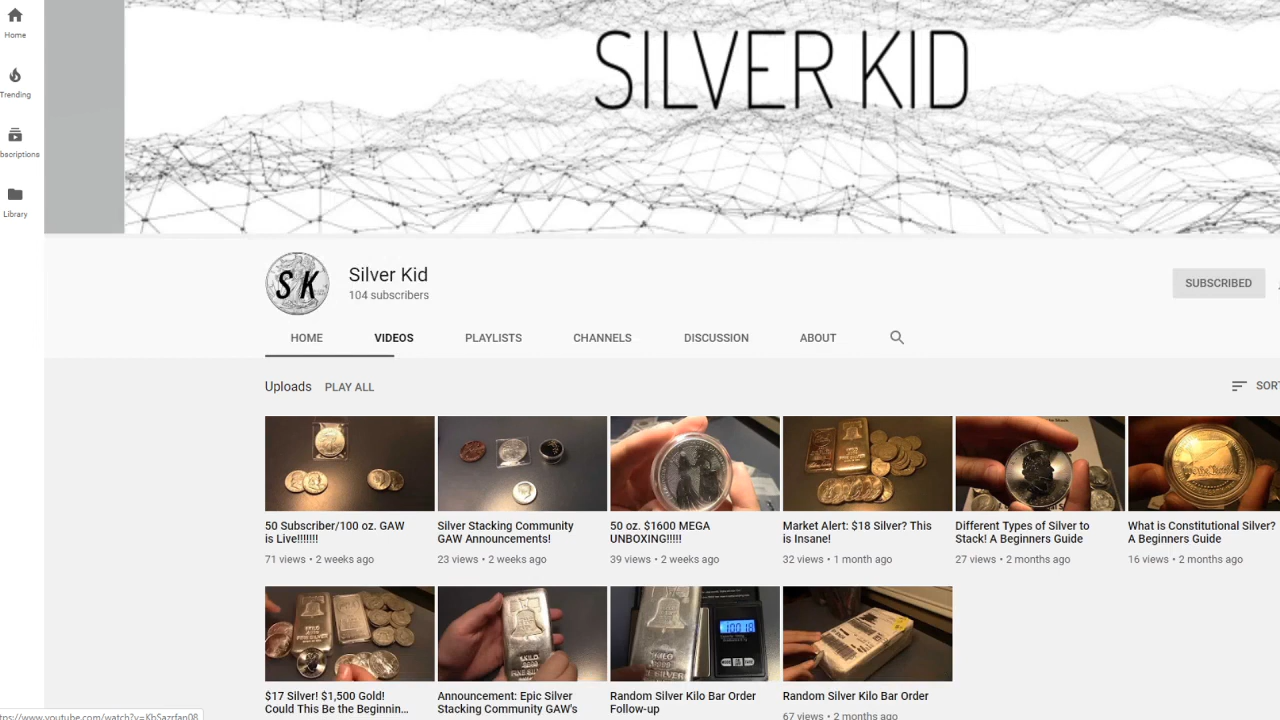 SILVER KID
Home
Trending
bscriptions
Library
SK
Silver Kid
104 subscribers
SUBSCRIBED
HOME VIDEOS PLAYLISTS CHANNELS DISCUSSION ABOUT
Uploads PLAY ALL
SORT
50 Subscriber/100 oz. GAW
is Live!!!!!!!
71 views • 2 weeks ago
Silver Stacking Community
GAW Announcements!
23 views • 2 weeks ago
50 oz. $1600 MEGA
UNBOXING!!!!!
39 views • 2 weeks ago
Market Alert: $18 Silver? This
is Insane!
32 views • 1 month ago
Different Types of Silver to
Stack! A Beginners Guide
27 views • 2 months ago
What is Constitutional Silver?
A Beginners Guide
16 views • 2 months ago
$17 Silver! $1,500 Gold!
Could This Be the Beginnin...
Announcement: Epic Silver
Stacking Community GAW's
Random Silver Kilo Bar Order
Follow-up
Random Silver Kilo Bar Order
67 views • 2 months ago